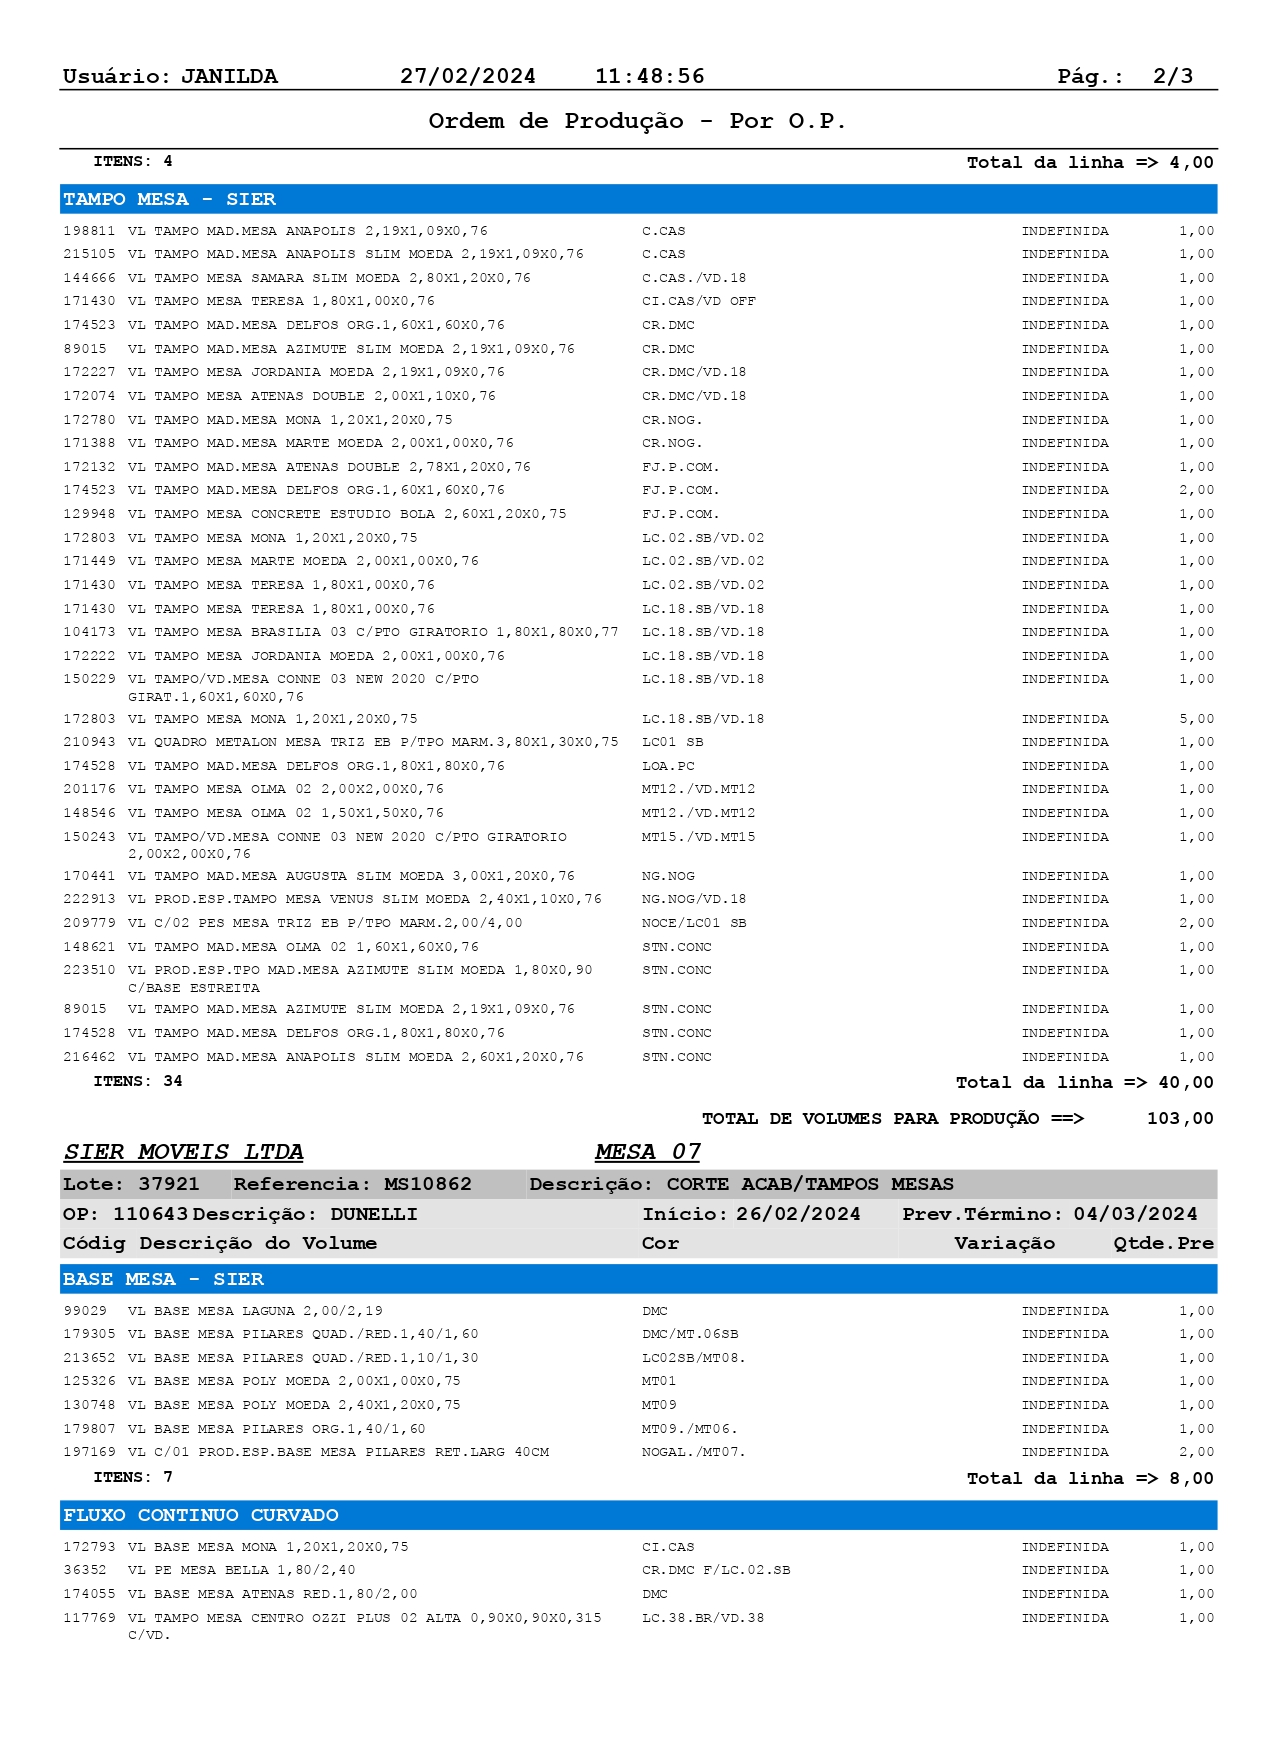 Usuário: JANILDA 27/02/2024 11:48:56 Pág.: 2/3
Ordem de Produção - Por O.P.
ITENS: 4 Total da linha => 4,00
TAMPO MESA - SIER
198811 VL TAMPO MAD.MESA ANAPOLIS 2,19X1,09X0,76 C.CAS INDEFINIDA 1,00
215105 VL TAMPO MAD.MESA ANAPOLIS SLIM MOEDA 2,19X1,09X0,76 C.CAS INDEFINIDA 1,00
144666 VL TAMPO MESA SAMARA SLIM MOEDA 2,80X1,20X0,76 C.CAS./VD.18 INDEFINIDA 1,00
171430 VL TAMPO MESA TERESA 1,80X1,00X0,76 CI.CAS/VD OFF INDEFINIDA 1,00
174523 VL TAMPO MAD.MESA DELFOS ORG.1,60X1,60X0,76 CR.DMC INDEFINIDA 1,00
89015 VL TAMPO MAD.MESA AZIMUTE SLIM MOEDA 2,19X1,09X0,76 CR.DMC INDEFINIDA 1,00
172227 VL TAMPO MESA JORDANIA MOEDA 2,19X1,09X0,76 CR.DMC/VD.18 INDEFINIDA 1,00
172074 VL TAMPO MESA ATENAS DOUBLE 2,00X1,10X0,76 CR.DMC/VD.18 INDEFINIDA 1,00
172780 VL TAMPO MAD.MESA MONA 1,20X1,20X0,75 CR.NOG. INDEFINIDA 1,00
171388 VL TAMPO MAD.MESA MARTE MOEDA 2,00X1,00X0,76 CR.NOG. INDEFINIDA 1,00
172132 VL TAMPO MAD.MESA ATENAS DOUBLE 2,78X1,20X0,76 FJ.P.COM. INDEFINIDA 1,00
174523 VL TAMPO MAD.MESA DELFOS ORG.1,60X1,60X0,76 FJ.P.COM. INDEFINIDA 2,00
129948 VL TAMPO MESA CONCRETE ESTUDIO BOLA 2,60X1,20X0,75 FJ.P.COM. INDEFINIDA 1,00
172803 VL TAMPO MESA MONA 1,20X1,20X0,75 LC.02.SB/VD.02 INDEFINIDA 1,00
171449 VL TAMPO MESA MARTE MOEDA 2,00X1,00X0,76 LC.02.SB/VD.02 INDEFINIDA 1,00
171430 VL TAMPO MESA TERESA 1,80X1,00X0,76 LC.02.SB/VD.02 INDEFINIDA 1,00
171430 VL TAMPO MESA TERESA 1,80X1,00X0,76 LC.18.SB/VD.18 INDEFINIDA 1,00
104173 VL TAMPO MESA BRASILIA 03 C/PTO GIRATORIO 1,80X1,80X0,77 LC.18.SB/VD.18 INDEFINIDA 1,00
172222 VL TAMPO MESA JORDANIA MOEDA 2,00X1,00X0,76 LC.18.SB/VD.18 INDEFINIDA 1,00
150229 VL TAMPO/VD.MESA CONNE 03 NEW 2020 C/PTO LC.18.SB/VD.18 INDEFINIDA 1,00
GIRAT.1,60X1,60X0,76
172803 VL TAMPO MESA MONA 1,20X1,20X0,75 LC.18.SB/VD.18 INDEFINIDA 5,00
210943 VL QUADRO METALON MESA TRIZ EB P/TPO MARM.3,80X1,30X0,75 LC01 SB INDEFINIDA 1,00
174528 VL TAMPO MAD.MESA DELFOS ORG.1,80X1,80X0,76 LOA.PC INDEFINIDA 1,00
201176 VL TAMPO MESA OLMA 02 2,00X2,00X0,76 MT12./VD.MT12 INDEFINIDA 1,00
148546 VL TAMPO MESA OLMA 02 1,50X1,50X0,76 MT12./VD.MT12 INDEFINIDA 1,00
150243 VL TAMPO/VD.MESA CONNE 03 NEW 2020 C/PTO GIRATORIO MT15./VD.MT15 INDEFINIDA 1,00
2,00X2,00X0,76
170441 VL TAMPO MAD.MESA AUGUSTA SLIM MOEDA 3,00X1,20X0,76 NG.NOG INDEFINIDA 1,00
222913 VL PROD.ESP.TAMPO MESA VENUS SLIM MOEDA 2,40X1,10X0,76 NG.NOG/VD.18 INDEFINIDA 1,00
209779 VL C/02 PES MESA TRIZ EB P/TPO MARM.2,00/4,00 NOCE/LC01 SB INDEFINIDA 2,00
148621 VL TAMPO MAD.MESA OLMA 02 1,60X1,60X0,76 STN.CONC INDEFINIDA 1,00
223510 VL PROD.ESP.TPO MAD.MESA AZIMUTE SLIM MOEDA 1,80X0,90 STN.CONC INDEFINIDA 1,00
C/BASE ESTREITA
89015 VL TAMPO MAD.MESA AZIMUTE SLIM MOEDA 2,19X1,09X0,76 STN.CONC INDEFINIDA 1,00
174528 VL TAMPO MAD.MESA DELFOS ORG.1,80X1,80X0,76 STN.CONC INDEFINIDA 1,00
216462 VL TAMPO MAD.MESA ANAPOLIS SLIM MOEDA 2,60X1,20X0,76 STN.CONC INDEFINIDA 1,00
ITENS: 34 Total da linha => 40,00
TOTAL DE VOLUMES PARA PRODUÇÃO ==> 103,00
SIER MOVEIS LTDA MESA 07
Lote: 37921 Referencia: MS10862 Descrição: CORTE ACAB/TAMPOS MESAS
OP: 110643 Descrição: DUNELLI Início: 26/02/2024 Prev.Término: 04/03/2024
Códig Descrição do Volume Cor Variação Qtde.Pre
BASE MESA - SIER
99029 VL BASE MESA LAGUNA 2,00/2,19 DMC INDEFINIDA 1,00
179305 VL BASE MESA PILARES QUAD./RED.1,40/1,60 DMC/MT.06SB INDEFINIDA 1,00
213652 VL BASE MESA PILARES QUAD./RED.1,10/1,30 LC02SB/MT08. INDEFINIDA 1,00
125326 VL BASE MESA POLY MOEDA 2,00X1,00X0,75 MT01 INDEFINIDA 1,00
130748 VL BASE MESA POLY MOEDA 2,40X1,20X0,75 MT09 INDEFINIDA 1,00
179807 VL BASE MESA PILARES ORG.1,40/1,60 MT09./MT06. INDEFINIDA 1,00
197169 VL C/01 PROD.ESP.BASE MESA PILARES RET.LARG 40CM NOGAL./MT07. INDEFINIDA 2,00
ITENS: 7 Total da linha => 8,00
FLUXO CONTINUO CURVADO
172793 VL BASE MESA MONA 1,20X1,20X0,75 CI.CAS INDEFINIDA 1,00
36352 VL PE MESA BELLA 1,80/2,40 CR.DMC F/LC.02.SB INDEFINIDA 1,00
174055 VL BASE MESA ATENAS RED.1,80/2,00 DMC INDEFINIDA 1,00
117769 VL TAMPO MESA CENTRO OZZI PLUS 02 ALTA 0,90X0,90X0,315 LC.38.BR/VD.38 INDEFINIDA 1,00
C/VD.